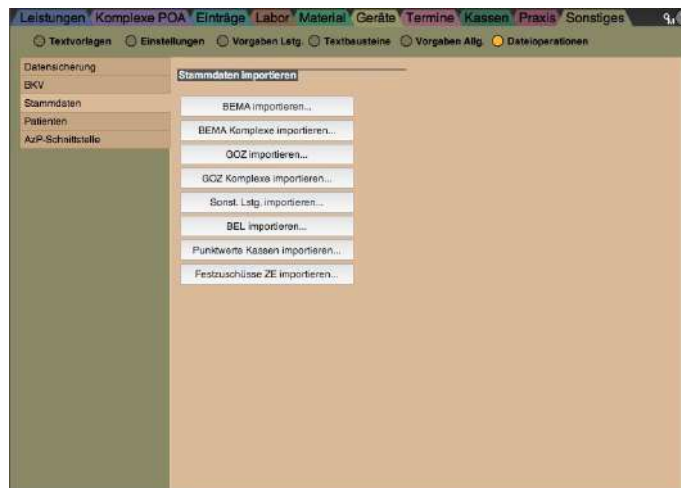 Leistungen Komplexe POA Einträge Labor Material Geräte Termine Kassen Praxis Sonstiges
Textvorlagen Einstellungen Vorgaben Lstg. Textbausteine Vorgaben Allg. Dateioperationen
Datensicherung
BKV
Stammdaten
Patienten
AzP-Schnittstelle
Stammdaten importieren
BEMA importieren...
BEMA Komplexe importieren...
GOZ importieren...
GOZ Komplexe importieren...
Sonst. Lstg. importieren...
BEL importieren...
Punktwerte Kassen importieren...
Festzuschüsse ZE importieren...